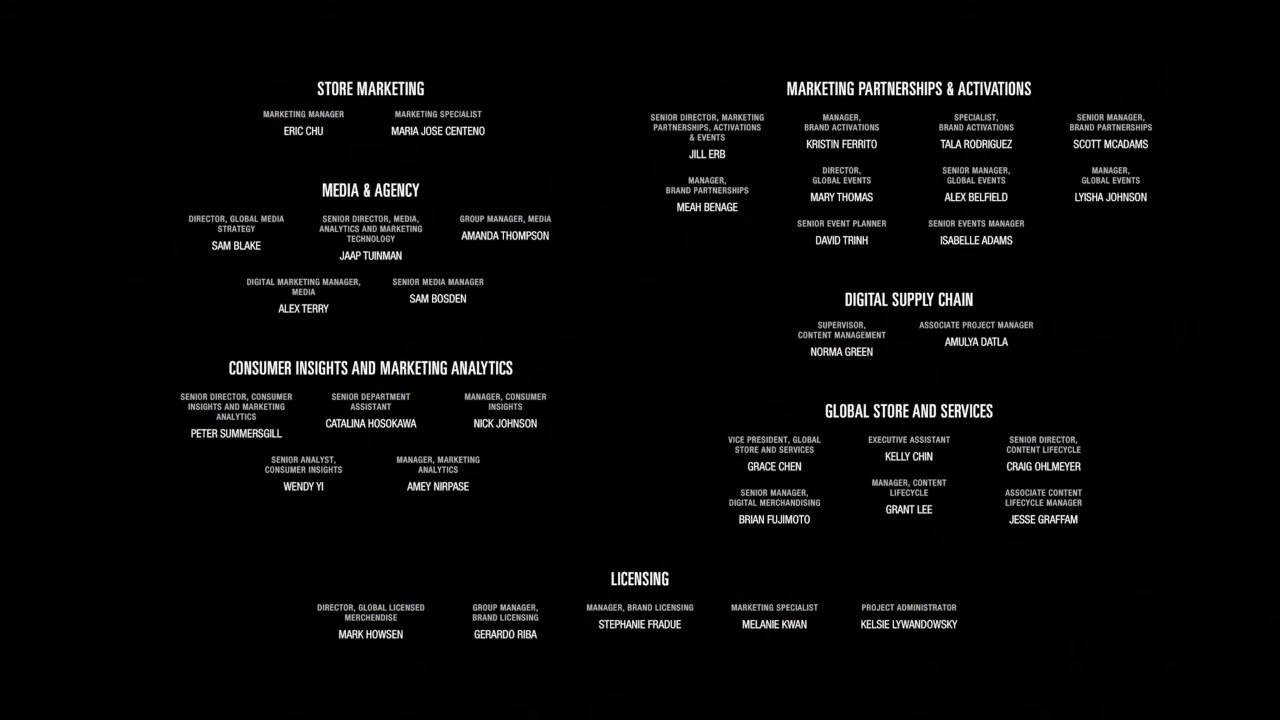 STORE MARKETING
MARKETING MANAGER
ERIC CHU
MARKETING SPECIALIST
MARIA JOSE CENTENO
MEDIA & AGENCY
DIRECTOR, GLOBAL MEDIA
STRATEGY
SAM BLAKE
SENIOR DIRECTOR, MEDIA,
ANALYTICS AND MARKETING
TECHNOLOGY
JAAP TUINMAN
GROUP MANAGER, MEDIA
AMANDA THOMPSON
DIGITAL MARKETING MANAGER,
MEDIA
ALEX TERRY
SENIOR MEDIA MANAGER
SAM BOSDEN
CONSUMER INSIGHTS AND MARKETING ANALYTICS
SENIOR DIRECTOR, CONSUMER
INSIGHTS AND MARKETING
ANALYTICS
PETER SUMMERSGILL
SENIOR DEPARTMENT
ASSISTANT
CATALINA HOSOKAWA
MANAGER, CONSUMER
INSIGHTS
NICK JOHNSON
SENIOR ANALYST,
CONSUMER INSIGHTS
WENDY YI
MANAGER, MARKETING
ANALYTICS
AMEY NIRPASE
MARKETING PARTNERSHIPS & ACTIVATIONS
SENIOR DIRECTOR, MARKETING
PARTNERSHIPS, ACTIVATIONS
& EVENTS
JILL ERB
MANAGER,
BRAND ACTIVATIONS
KRISTIN FERRITO
SPECIALIST,
BRAND ACTIVATIONS
TALA RODRIGUEZ
SENIOR MANAGER,
BRAND PARTNERSHIPS
SCOTT MCADAMS
MANAGER,
BRAND PARTNERSHIPS
MEAH BENAGE
DIRECTOR,
GLOBAL EVENTS
MARY THOMAS
SENIOR MANAGER,
GLOBAL EVENTS
ALEX BELFIELD
MANAGER,
GLOBAL EVENTS
LYISHA JOHNSON
SENIOR EVENT PLANNER
DAVID TRINH
SENIOR EVENTS MANAGER
ISABELLE ADAMS
DIGITAL SUPPLY CHAIN
SUPERVISOR,
CONTENT MANAGEMENT
NORMA GREEN
ASSOCIATE PROJECT MANAGER
AMULYA DATLA
GLOBAL STORE AND SERVICES
VICE PRESIDENT, GLOBAL
STORE AND SERVICES
GRACE CHEN
EXECUTIVE ASSISTANT
KELLY CHIN
SENIOR DIRECTOR,
CONTENT LIFECYCLE
CRAIG OHLMEYER
SENIOR MANAGER,
DIGITAL MERCHANDISING
BRIAN FUJIMOTO
MANAGER, CONTENT
LIFECYCLE
GRANT LEE
ASSOCIATE CONTENT
LIFECYCLE MANAGER
JESSE GRAFFAM
LICENSING
DIRECTOR, GLOBAL LICENSED
MERCHENDISE
MARK HOWSEN
GROUP MANAGER,
BRAND LICENSING
GERARDO RIBA
MANAGER, BRAND LICENSING
STEPHANIE FRADUE
MARKETING SPECIALIST
MELANIE KWAN
PROJECT ADMINISTRATOR
KELSIE LYWANDOWSKY